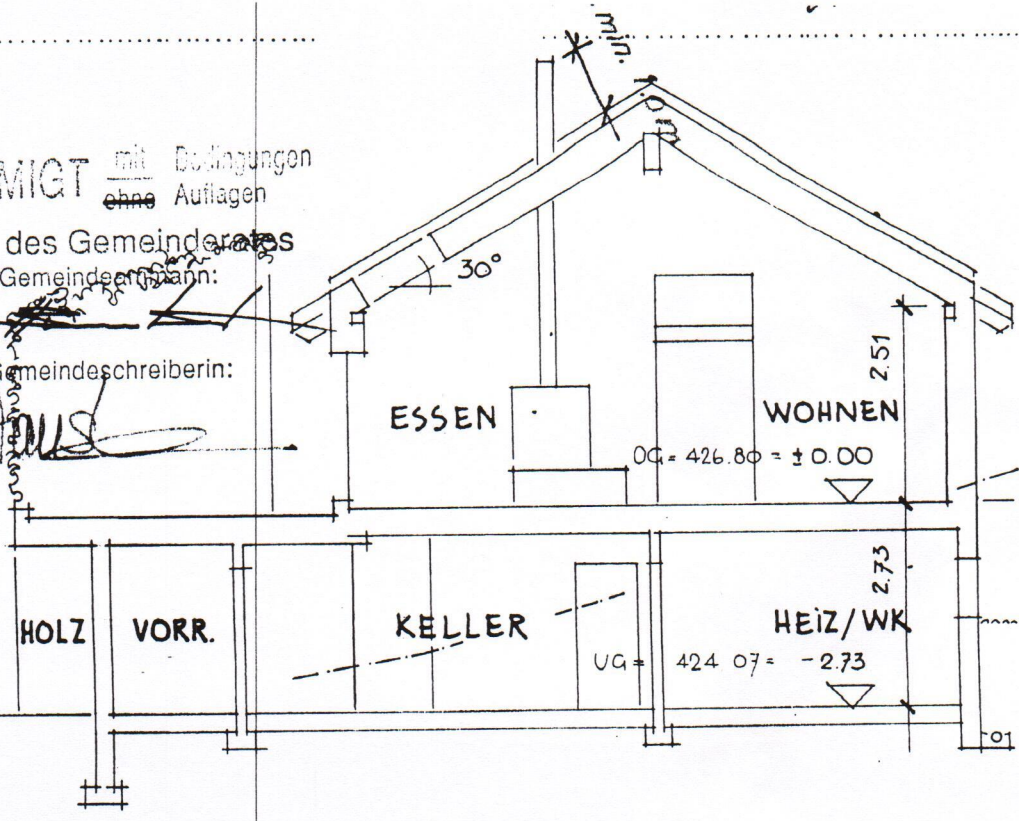 min.
MIGT mit Bedingungen
ohne Auflagen
des Gemeinderates
Gemeindeammann:
Gemeindeschreiberin:
30°
ESSEN
WOHNEN
2.51
OG = 426.80 = ± 0.00
2.73
HOLZ
VORR.
KELLER
HEIZ/WK
UG = 424 07 = -2.73